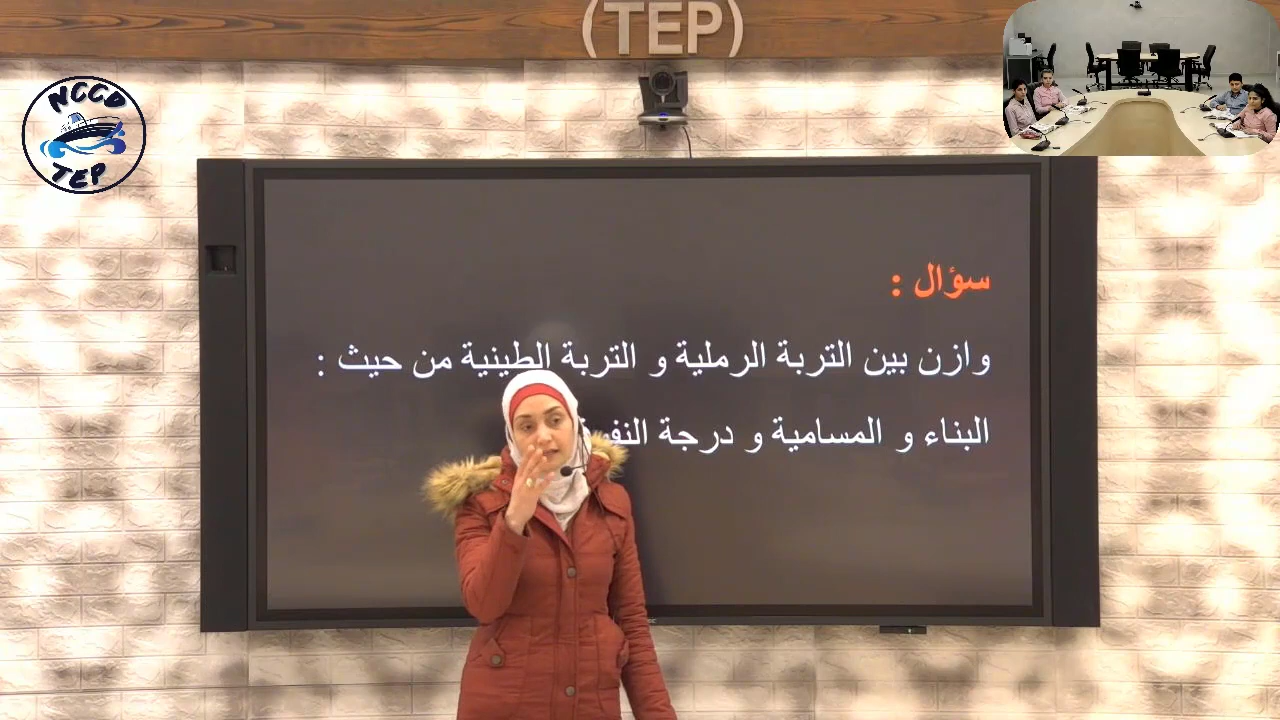 (TEP)
NCCD
TEP
سؤال :
وازن بين التربة الرملية و التربة الطينية من حيث :
البناء و المسامية و درجة